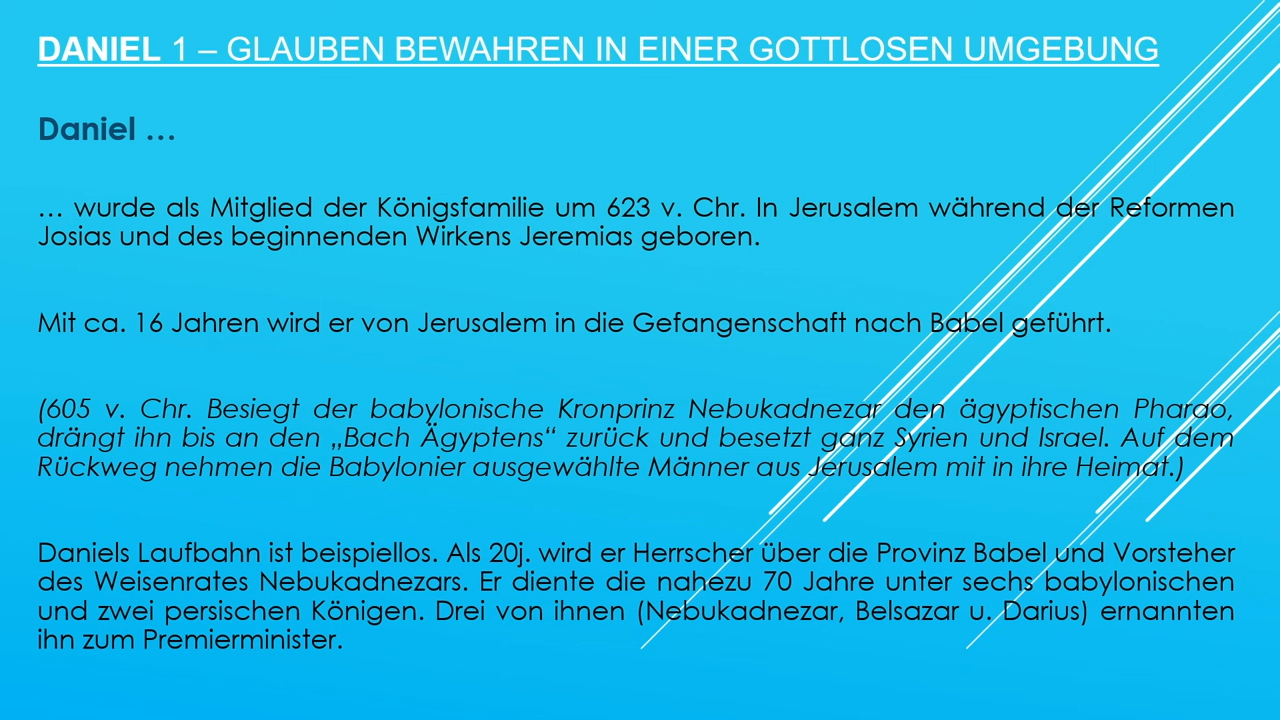 DANIEL 1 – GLAUBEN BEWAHREN IN EINER GOTTLOSEN UMGEBUNG
Daniel …
… wurde als Mitglied der Königsfamilie um 623 v. Chr. In Jerusalem während der Reformen
Josias und des beginnenden Wirkens Jeremias geboren.
Mit ca. 16 Jahren wird er von Jerusalem in die Gefangenschaft nach Babel geführt.
(605 v. Chr. Besiegt der babylonische Kronprinz Nebukadnezar den ägyptischen Pharao,
drängt ihn bis an den „Bach Ägyptens“ zurück und besetzt ganz Syrien und Israel. Auf dem
Rückweg nehmen die Babylonier ausgewählte Männer aus Jerusalem mit in ihre Heimat.)
Daniels Laufbahn ist beispiellos. Als 20j. wird er Herrscher über die Provinz Babel und Vorsteher
des Weisenrates Nebukadnezars. Er diente die nahezu 70 Jahre unter sechs babylonischen
und zwei persischen Königen. Drei von ihnen (Nebukadnezar, Belsazar u. Darius) ernannten
ihn zum Premierminister.